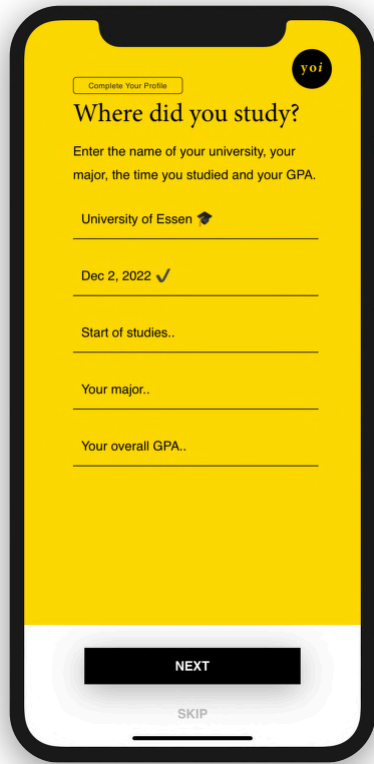 yoi
Complete Your Profile
Where did you study?
Enter the name of your university, your
major, the time you studied and your GPA.
University of Essen 🎓
Dec 2, 2022 ✔️
Start of studies..
Your major..
Your overall GPA..
NEXT
SKIP